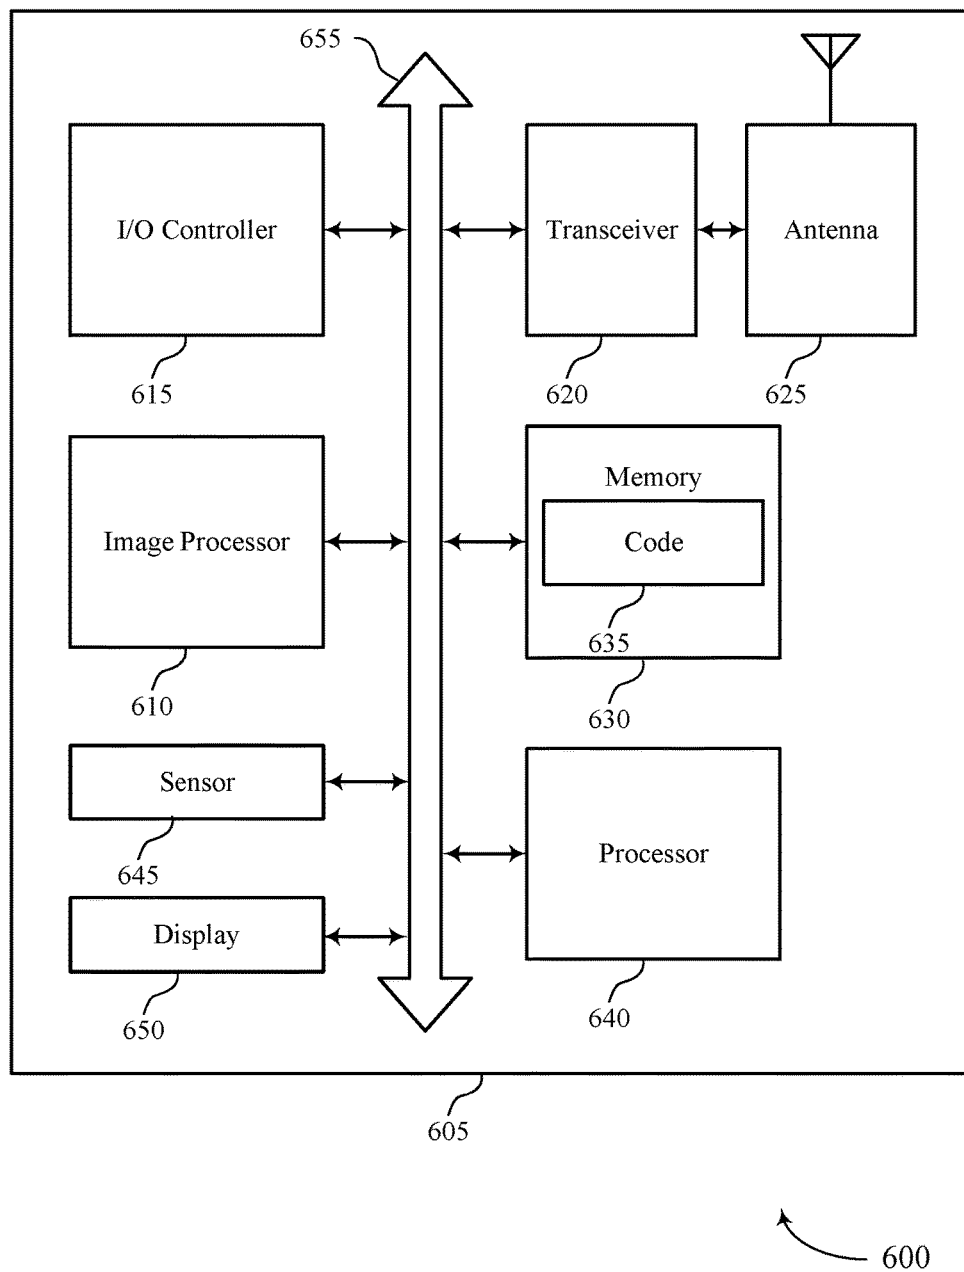 655
I/O Controller
Transceiver
Antenna
615
620
625
Memory
Image Processor
Code
635
610
630
Sensor
Processor
645
Display
650
640
605
600